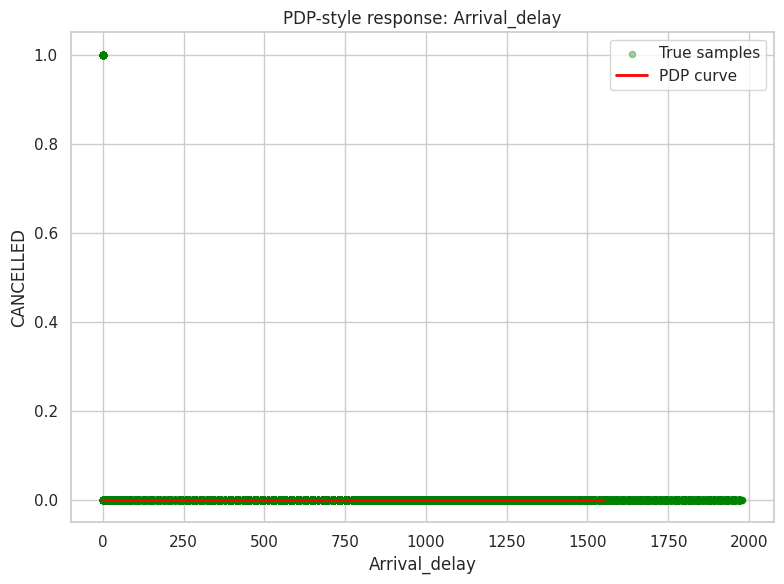 PDP-style response: Arrival_delay
True samples
PDP curve
1.0
0.8
0.6
0.4
0.2
0.0
CANCELLED
0 250 500 750 1000 1250 1500 1750 2000
Arrival_delay